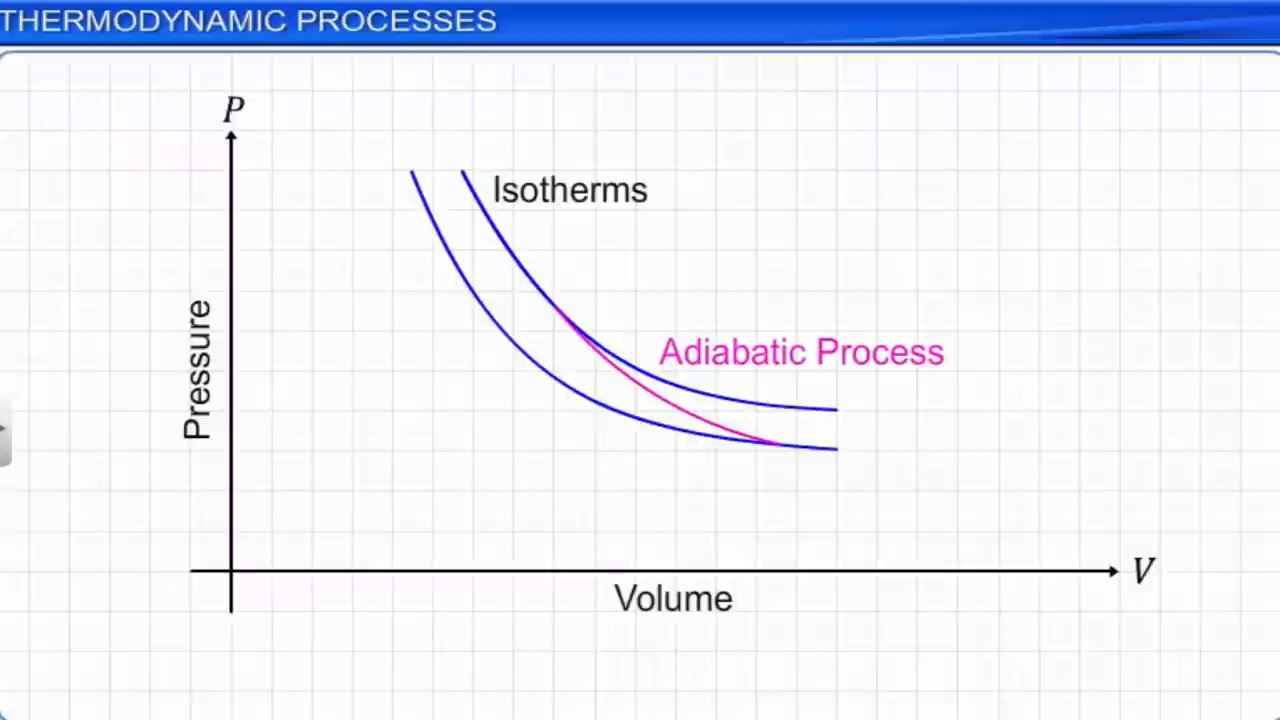 THERMODYNAMIC PROCESSES
P
Isotherms
Adiabatic Process
Pressure
V
Volume